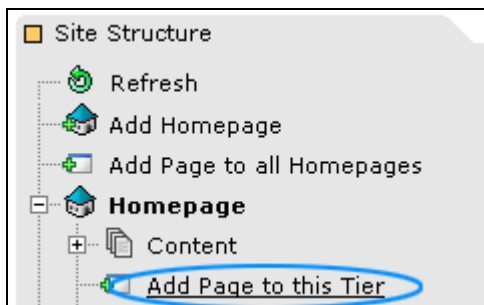 Site Structure
Refresh
Add Homepage
Add Page to all Homepages
Homepage
Content
Add Page to this Tier